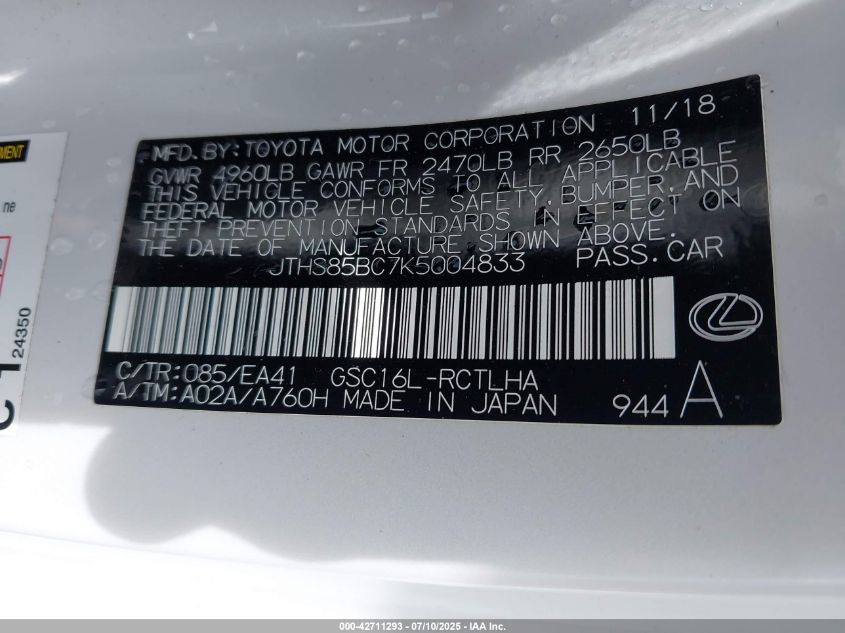 MFD. BY: TOYOTA MOTOR CORPORATION 11/18
GVWR 4960LB GAWR FR 2470LB RR 2650LB
THIS VEHICLE CONFORMS TO ALL APPLICABLE
FEDERAL MOTOR VEHICLE SAFETY, BUMPER, AND
THEFT PREVENTION STANDARDS IN EFFECT ON
THE DATE OF MANUFACTURE SHOWN ABOVE.
JTHS85BC7K5004833 PASS. CAR
C/TR: 085/EA41 GSC16L-RCTLHA
A/TM: A02A/A760H MADE IN JAPAN 944 A
ne
24350
000-42711293 - 07/10/2025 - IAA Inc.